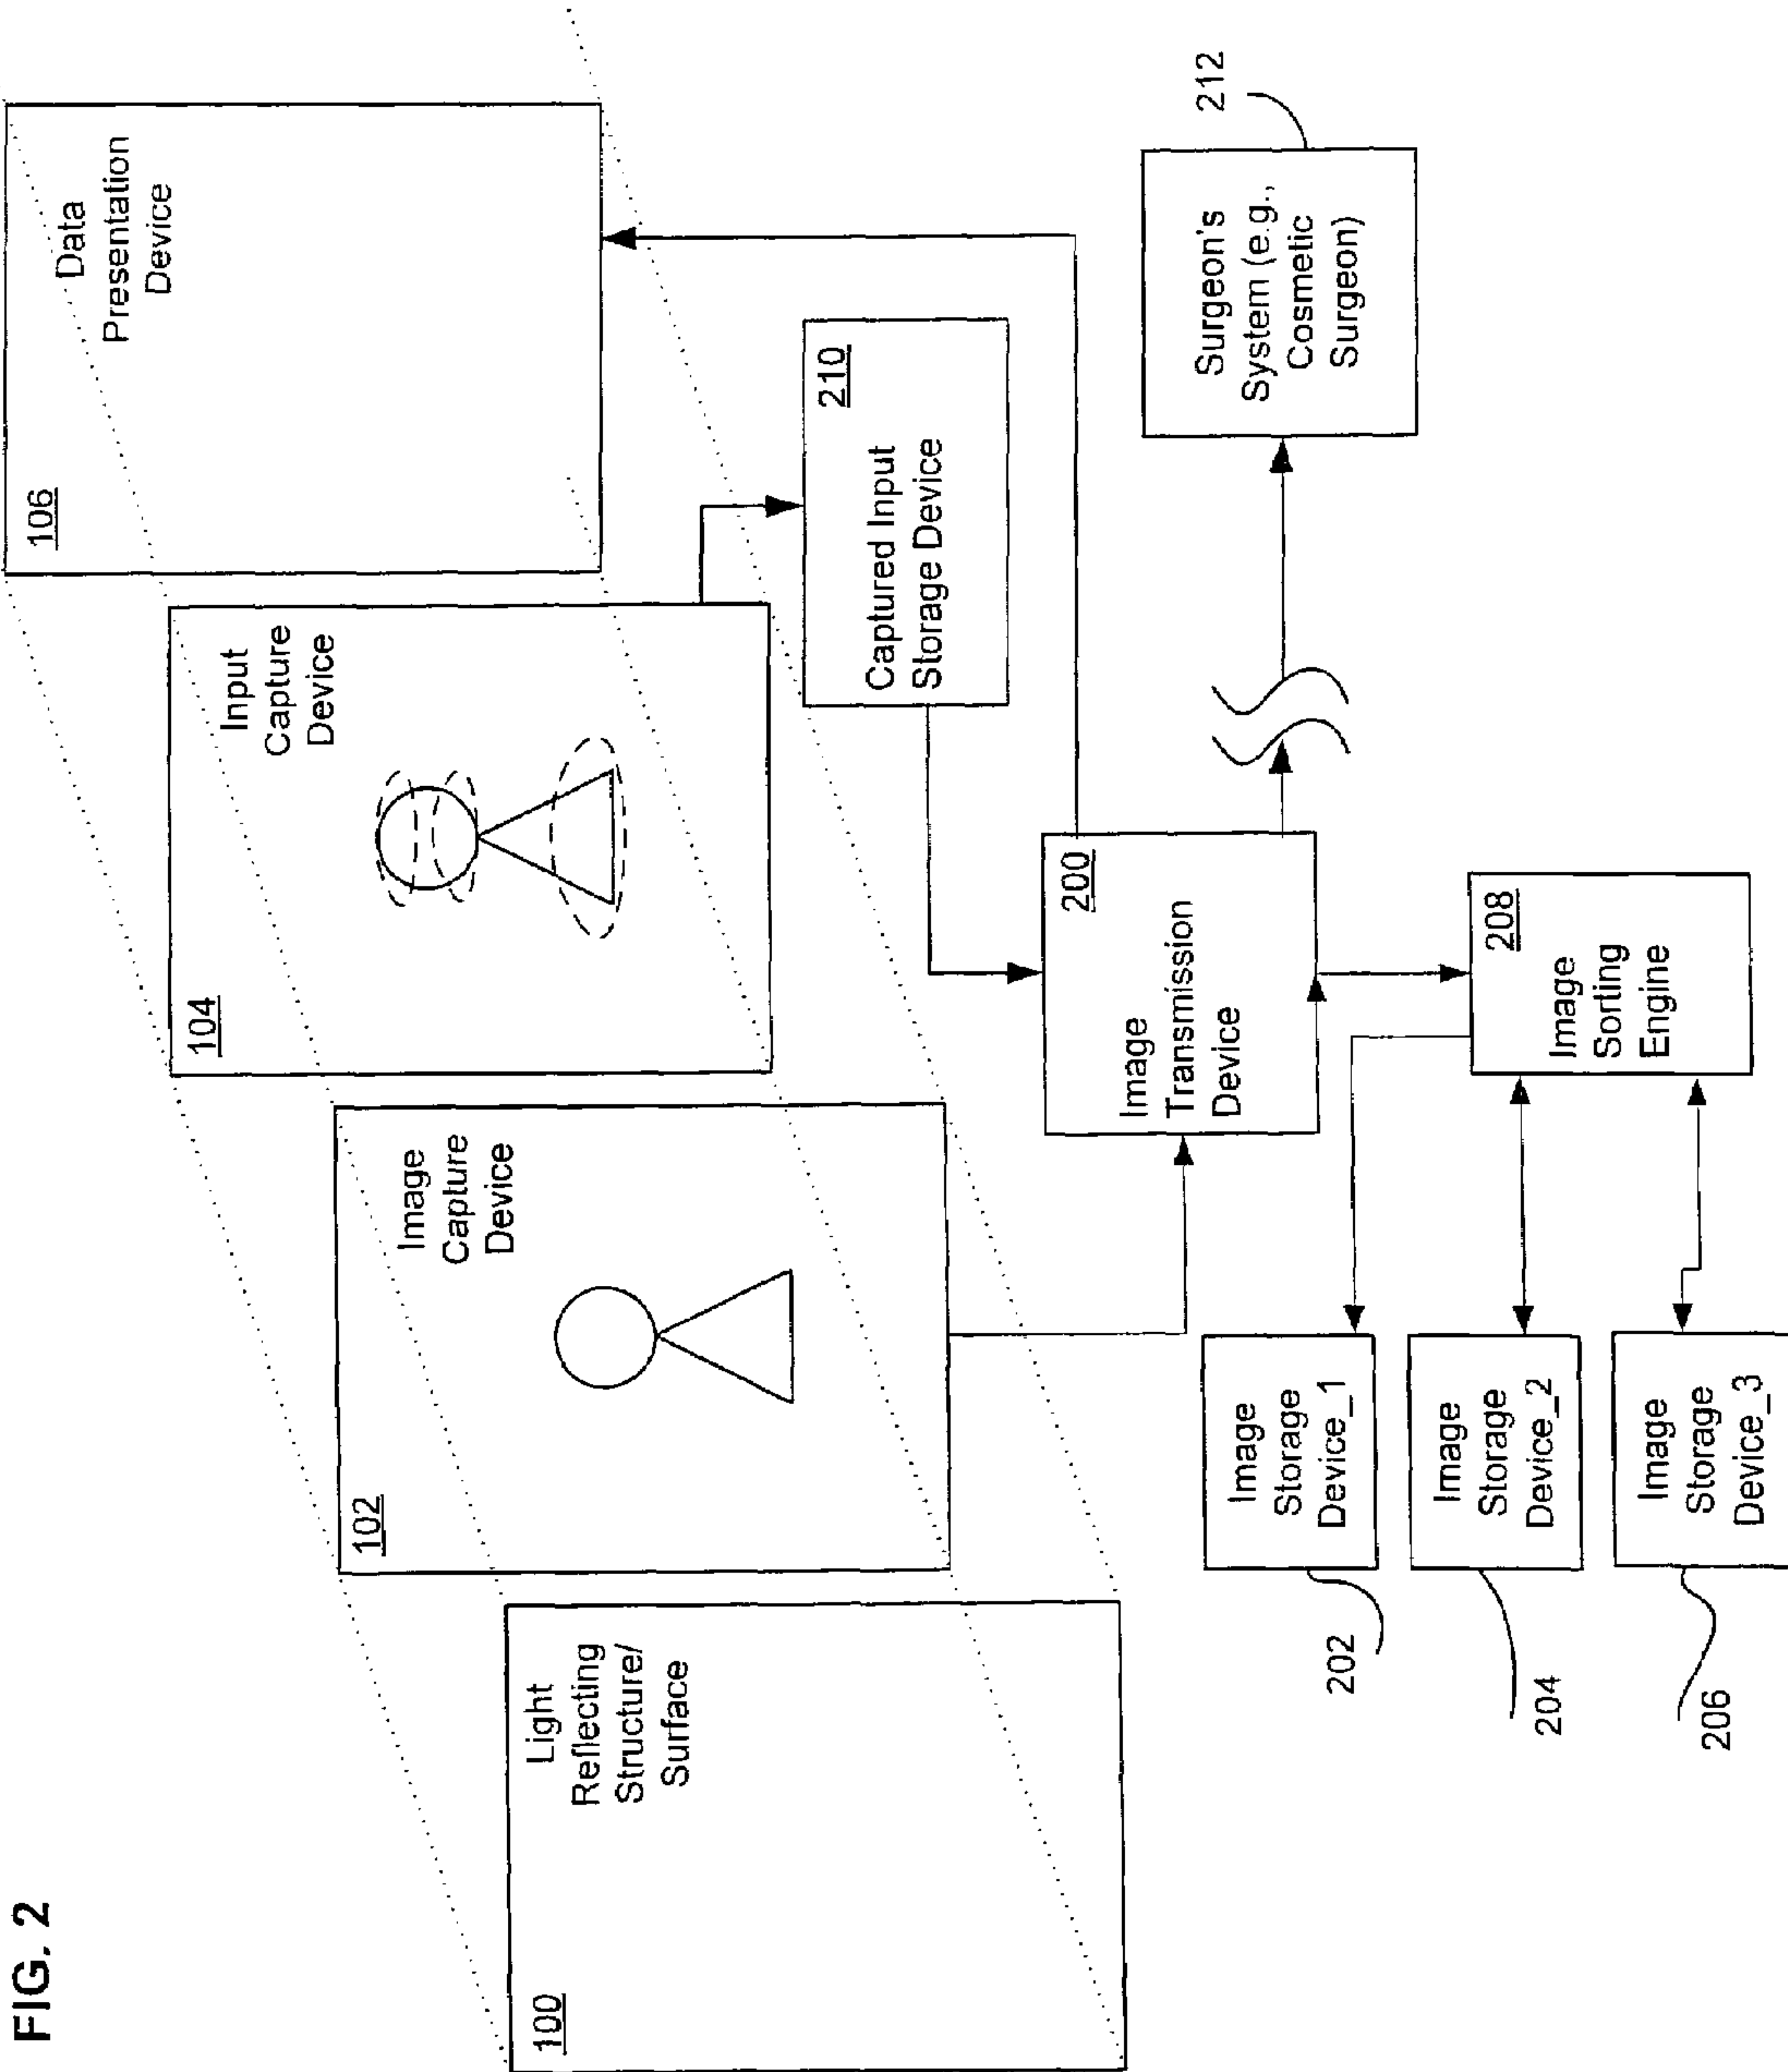 FIG. 2
100
Light
Reflecting
Structure/
Surface
102
Image
Capture
Device
104
Input
Capture
Device
106
Data
Presentation
Device
210
Captured Input
Storage Device
200
Image
Transmission
Device
212
Surgeon's
System (e.g.,
Cosmetic
Surgeon)
208
Image
Sorting
Engine
Image
Storage
Device_1
202
Image
Storage
Device_2
204
Image
Storage
Device_3
206